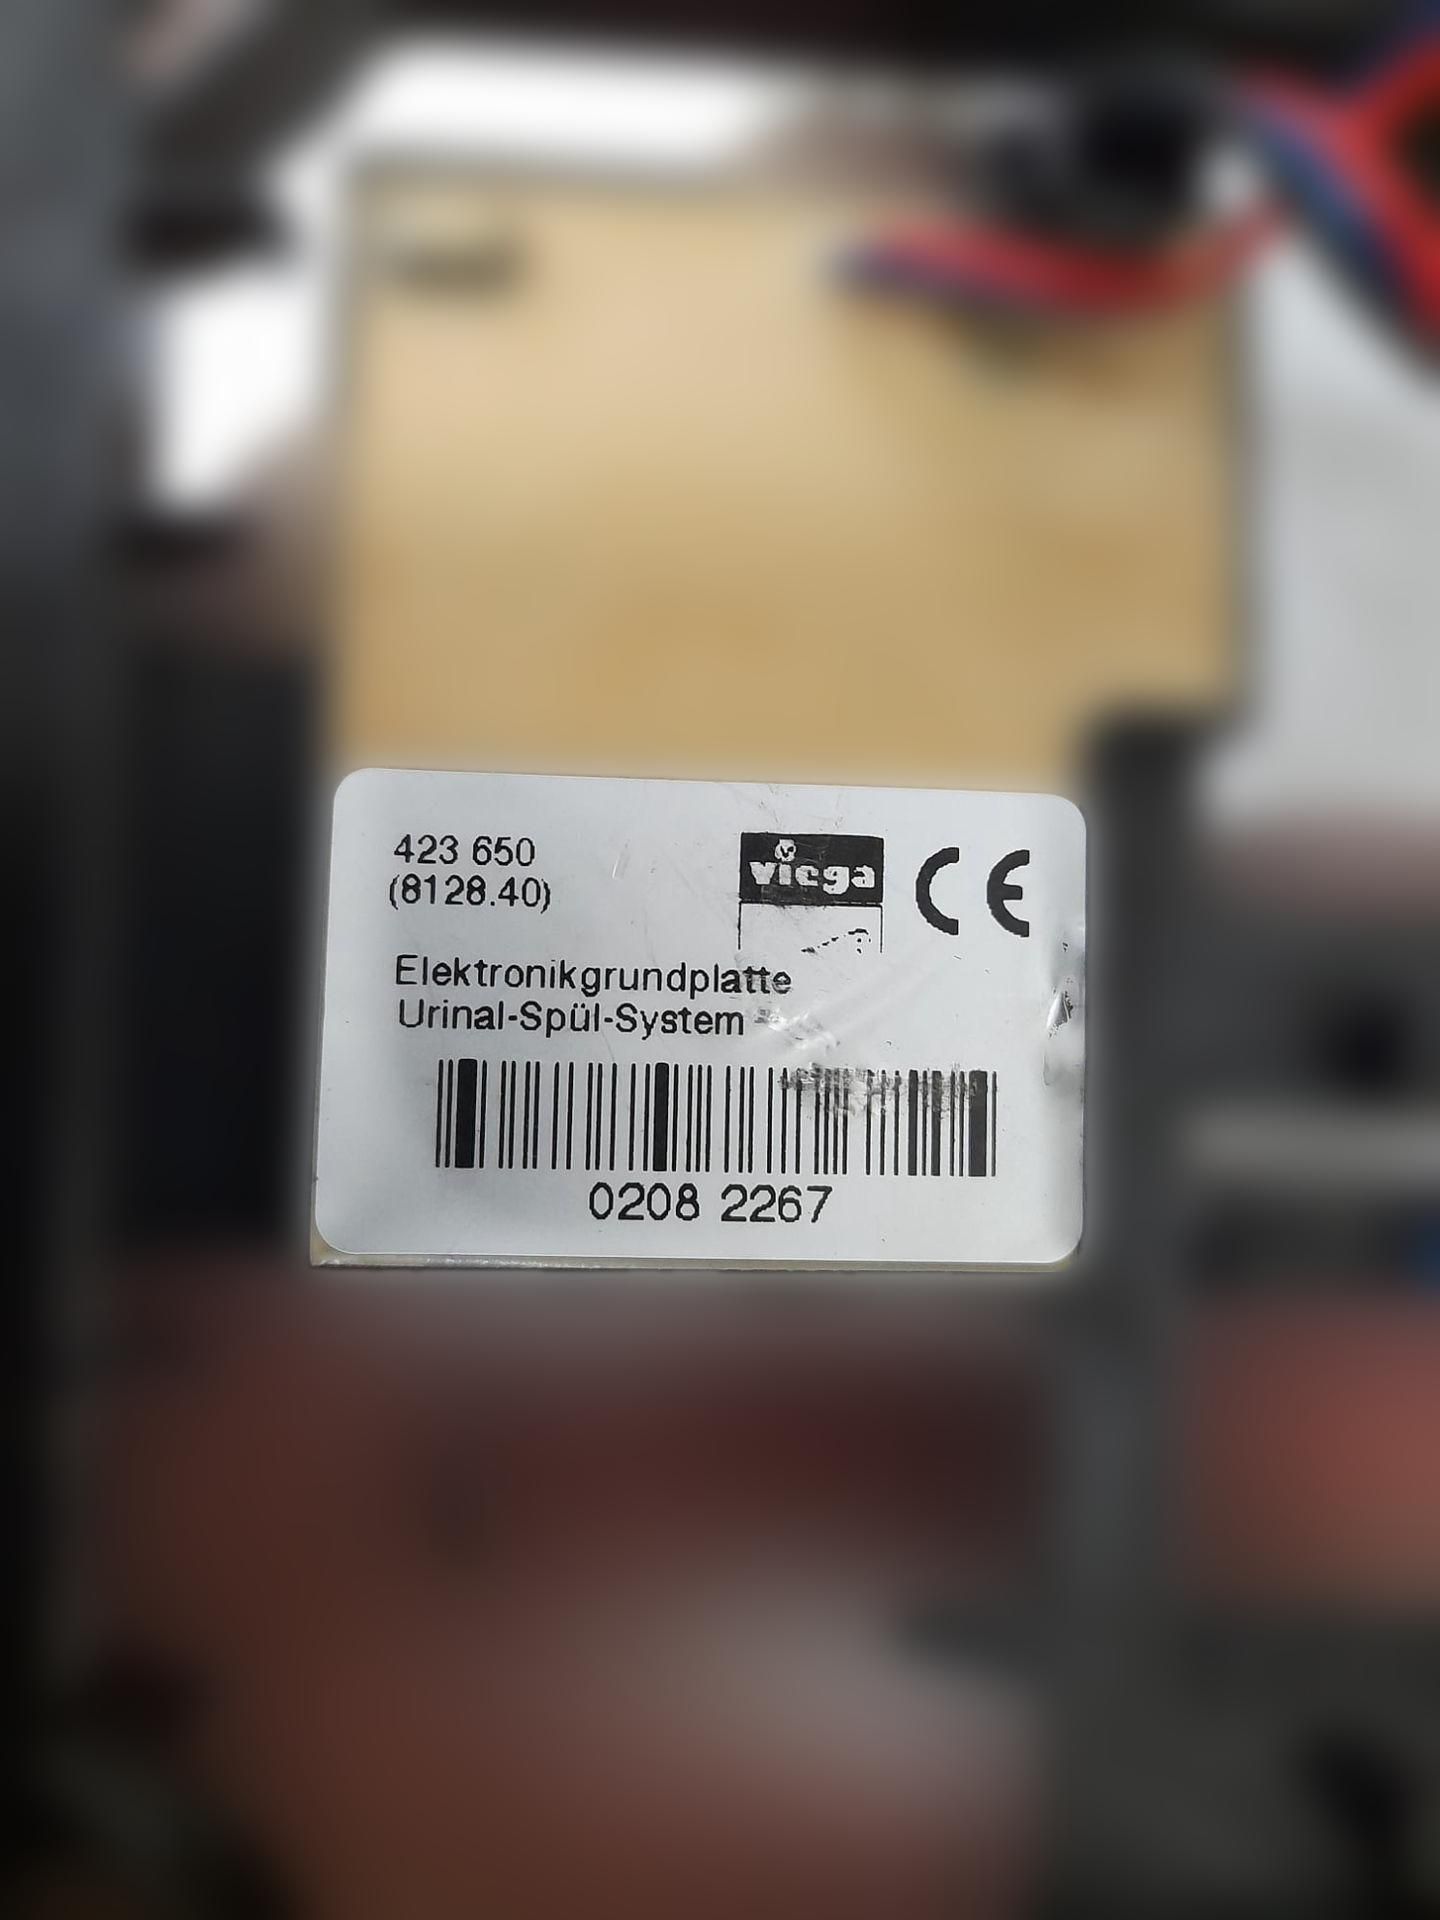 423 650
(8128.40)
viega
CE
Elektronikgrundplatte
Urinal-Spül-System
0208 2267